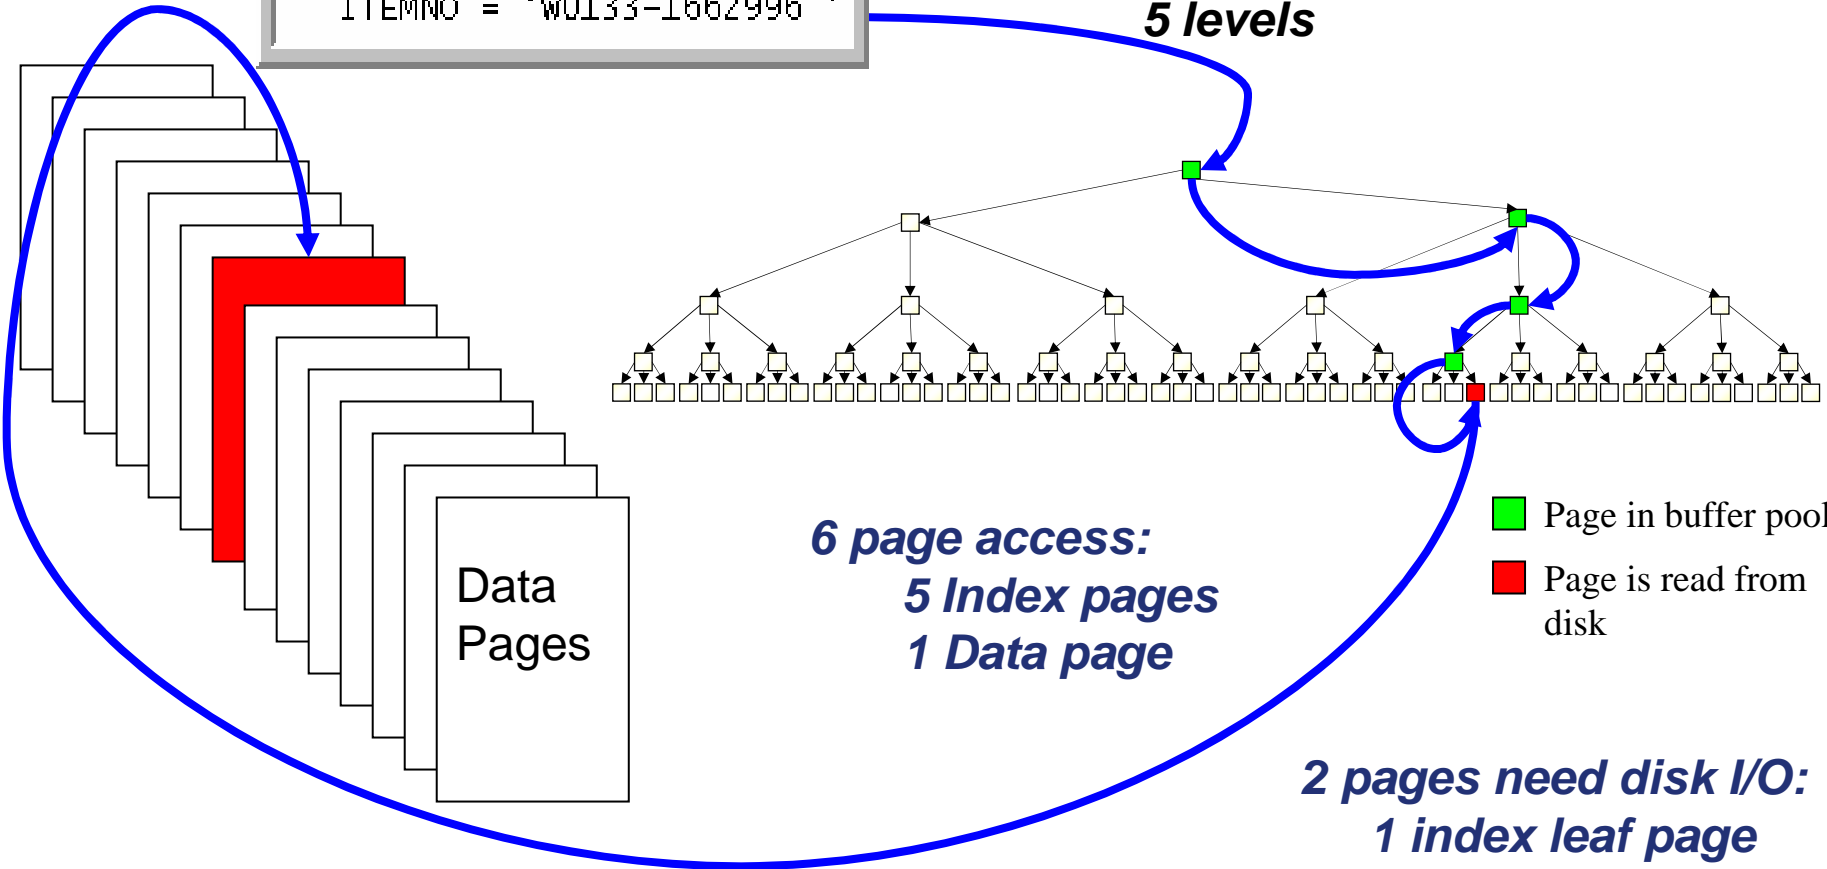 ITEMNO = 'W0133-1662996 '
5 levels
Data
Pages
6 page access:
5 Index pages
1 Data page
Page in buffer pool
Page is read from
disk
2 pages need disk I/O:
1 index leaf page